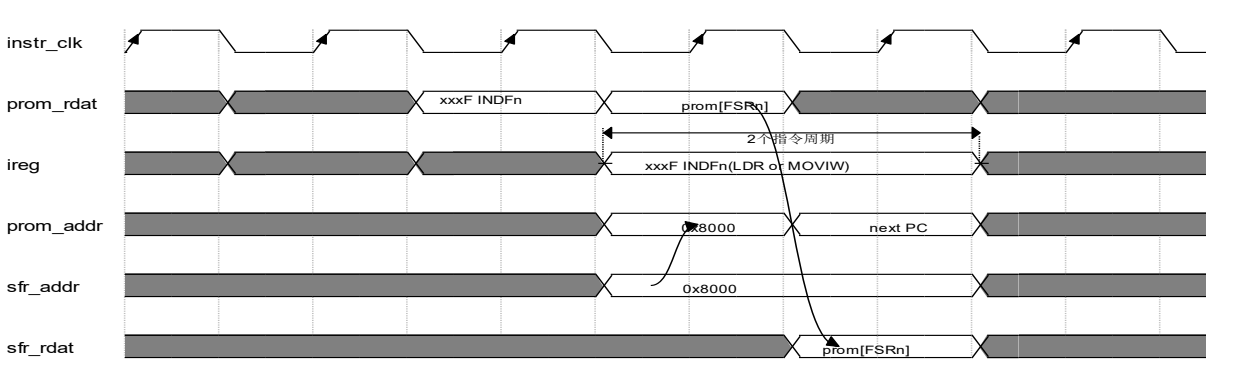 instr_clk
prom_rdat
xxxF INDFn
prom[FSRn]
2个指令周期
ireg
xxxF INDFn(LDR or MOVIW)
prom_addr
0x8000
next PC
sfr_addr
0x8000
sfr_rdat
prom[FSRn]